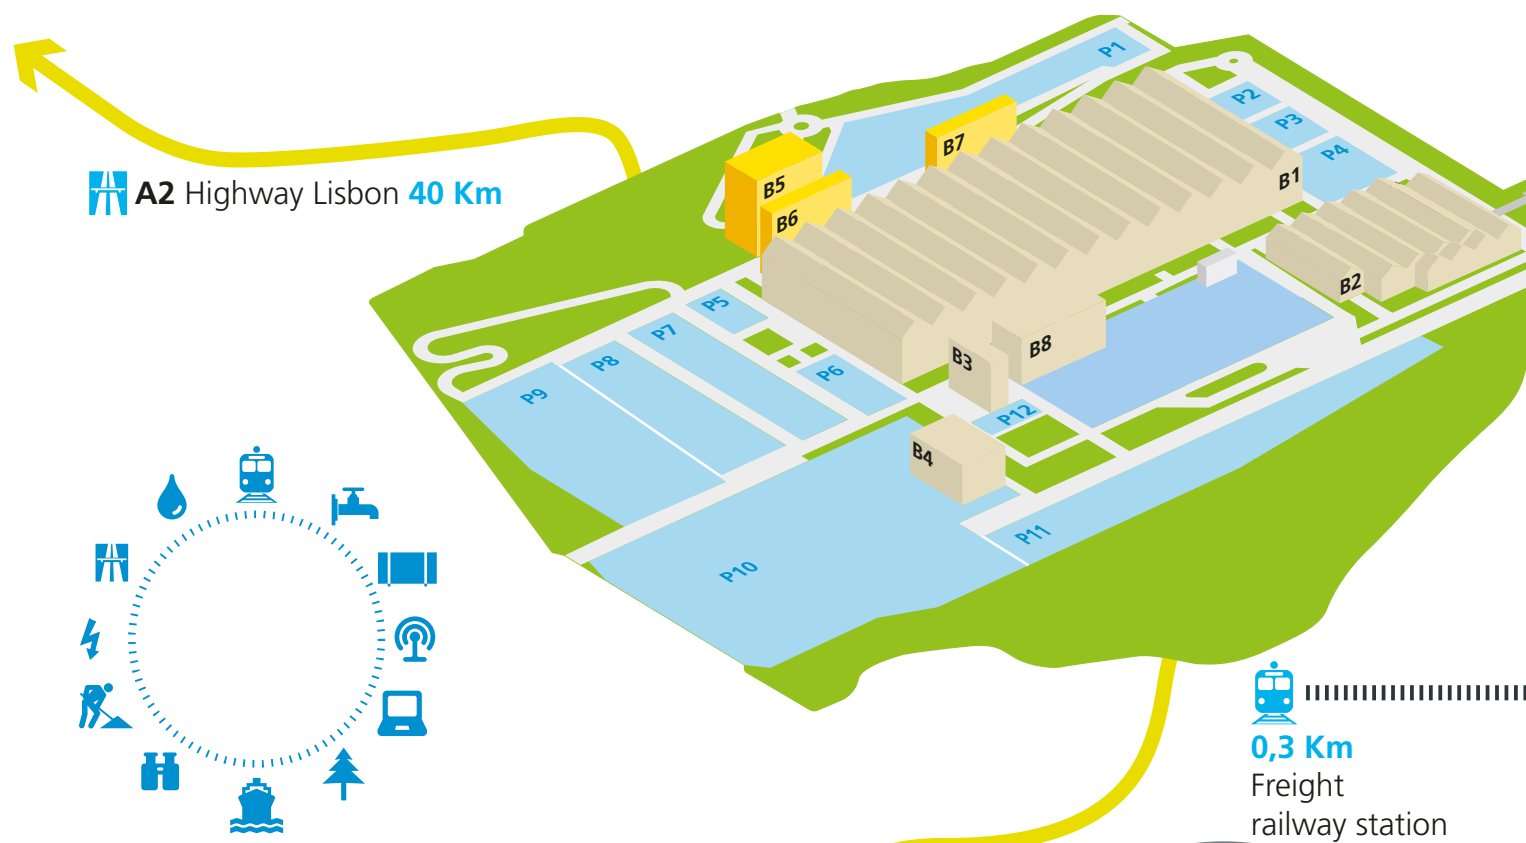 P1
P2
P3
P4
B7
B5
B6
B1
B2
P5
P7
P8
P9
P6
B3
B8
P12
B4
P11
P10
A2 Highway Lisbon 40 Km
0,3 Km
Freight
railway station